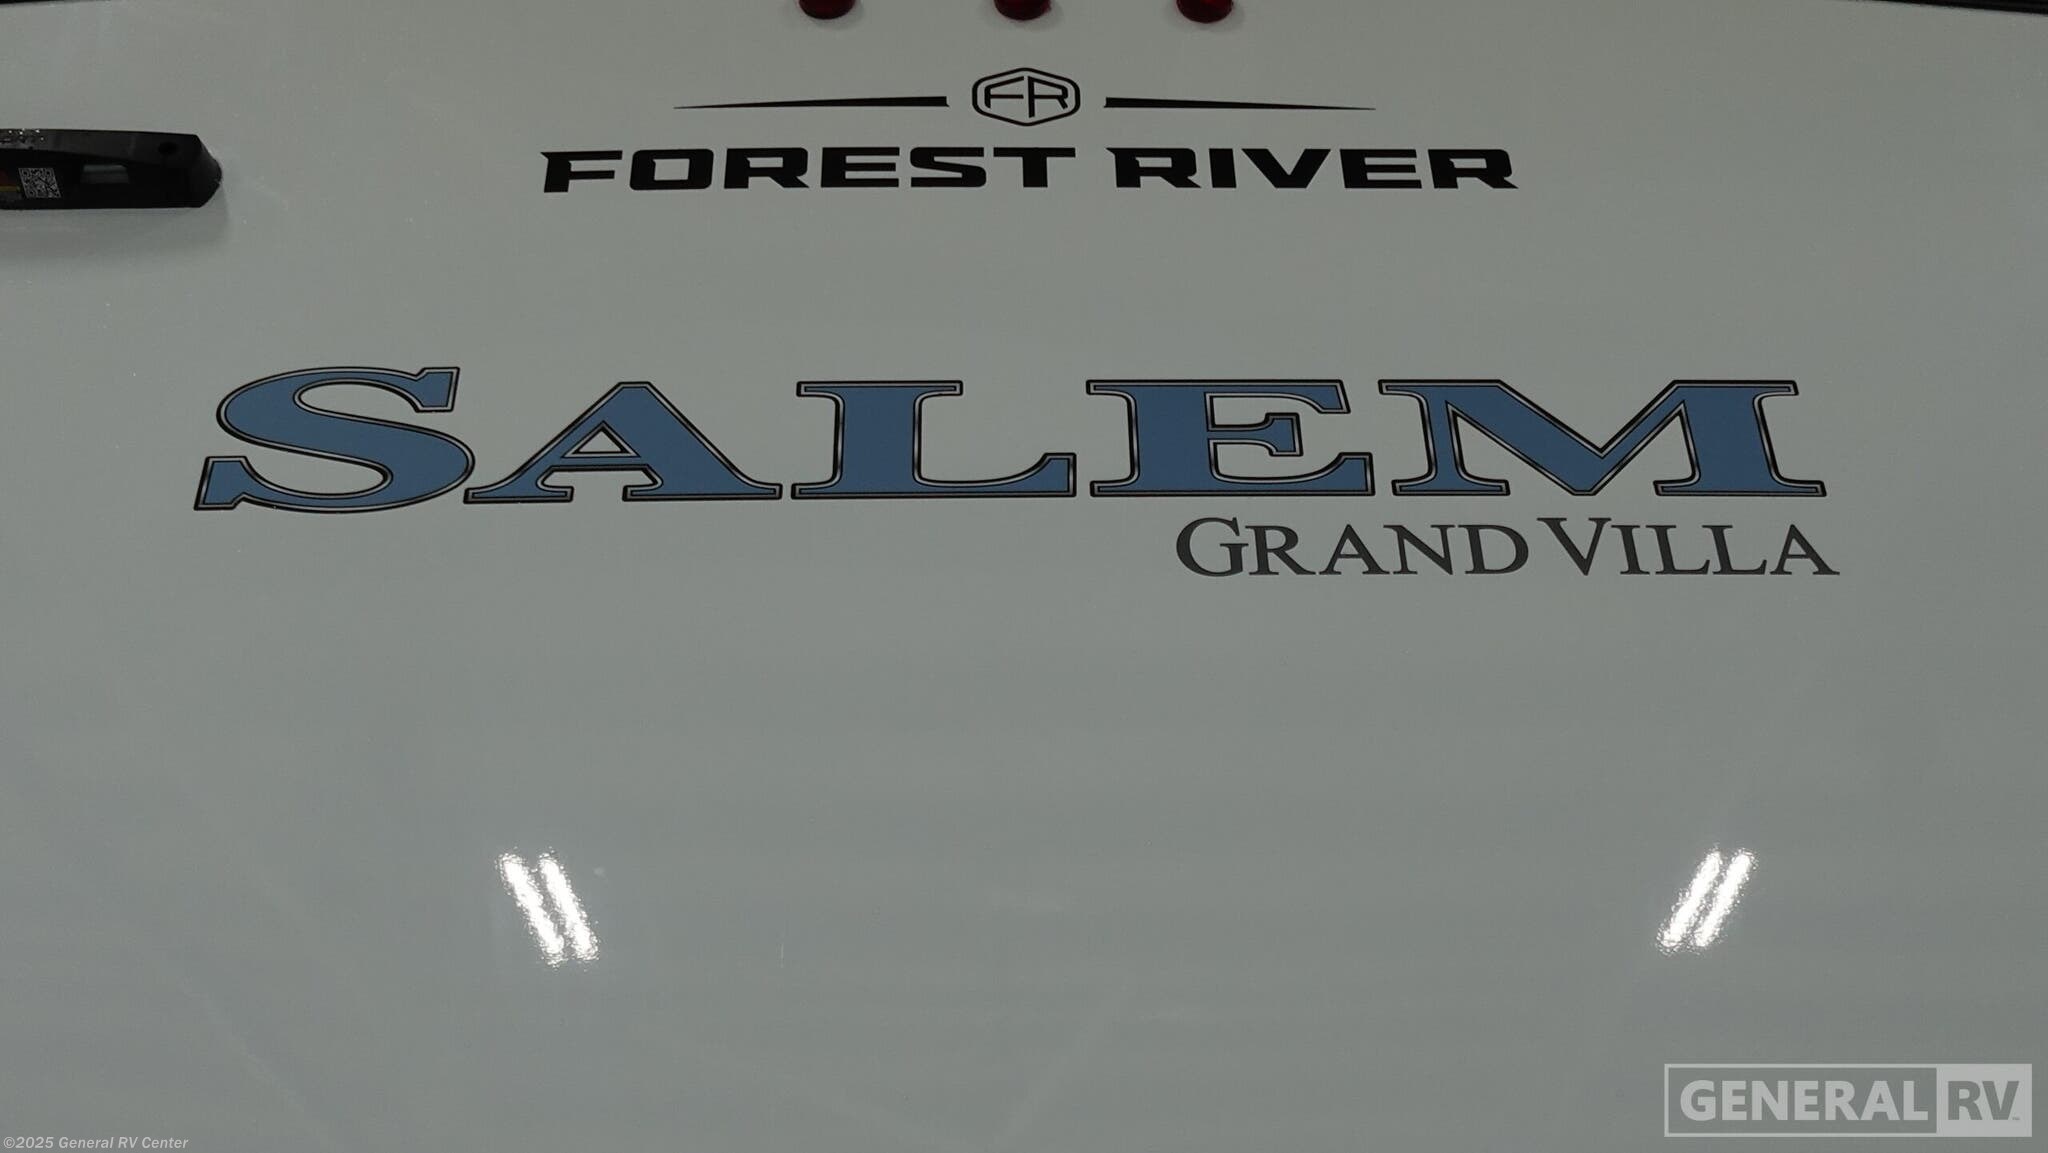 FR
FOREST RIVER
SALEM
GRAND VILLA
GENERAL RV
©2025 General RV Center